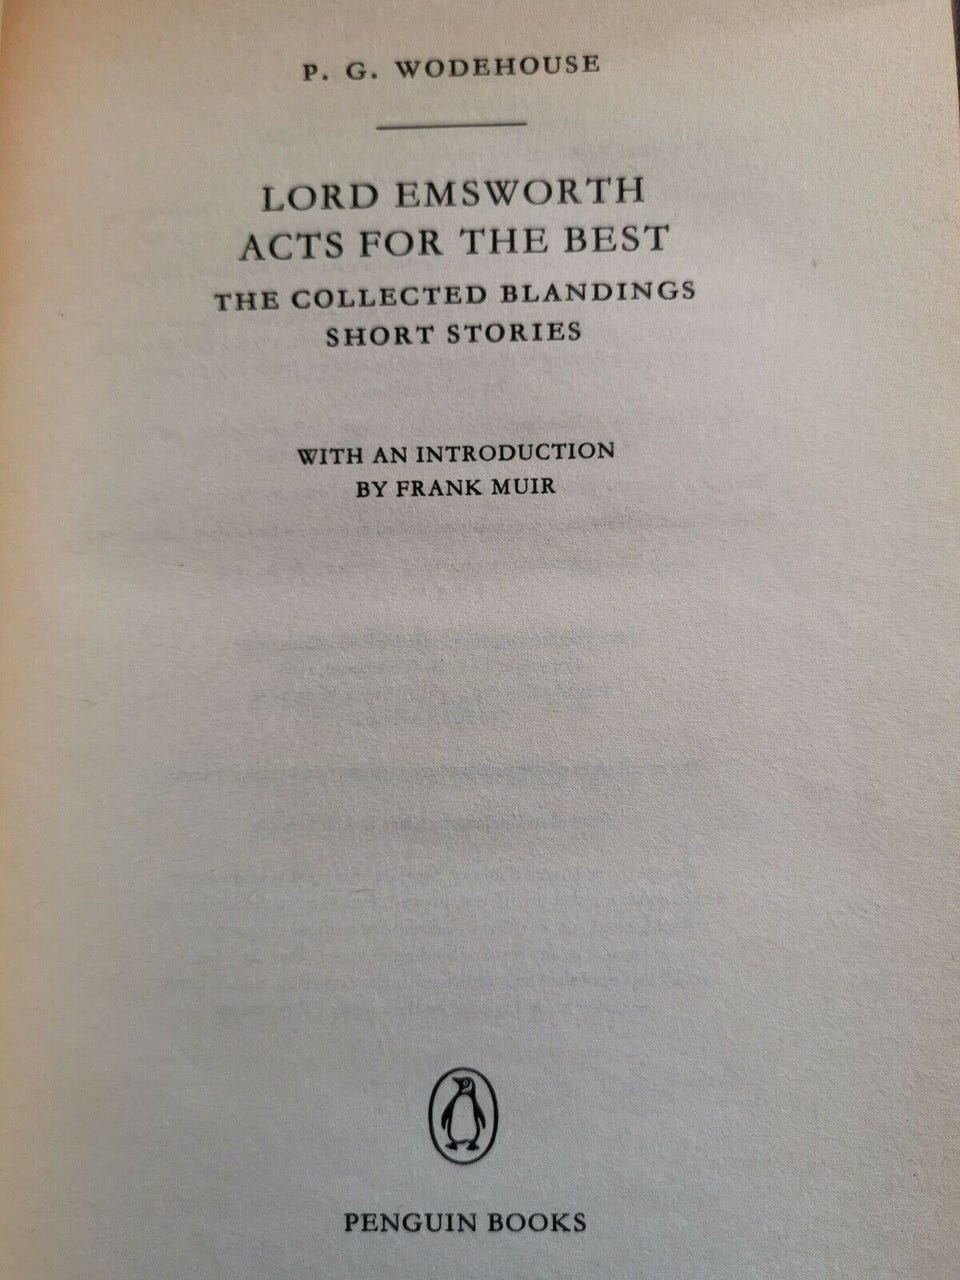 P. G. WODEHOUSE
LORD EMSWORTH
ACTS FOR THE BEST
THE COLLECTED BLANDINGS
SHORT STORIES
WITH AN INTRODUCTION
BY FRANK MUIR
PENGUIN BOOKS